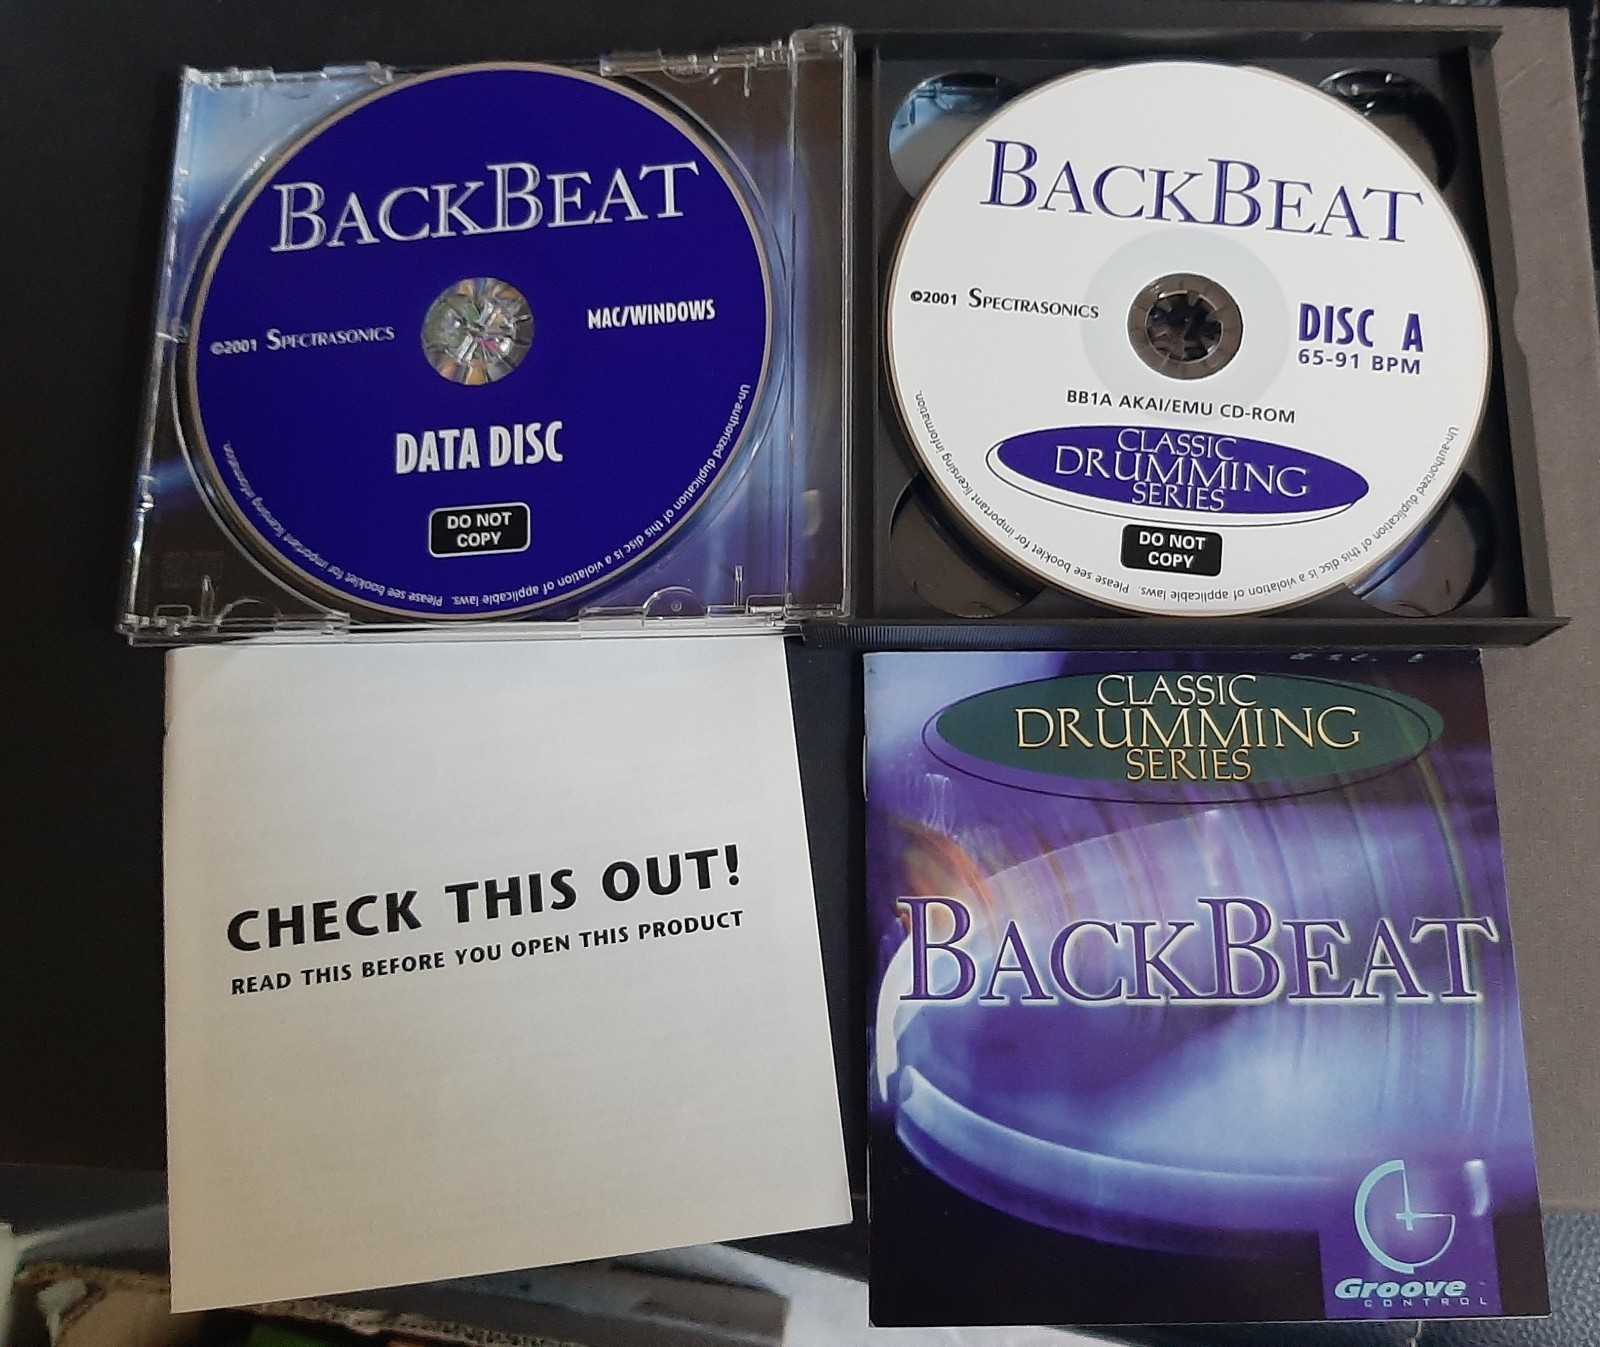 BACKBEAT
©2001 SPECTRASONICS
MAC/WINDOWS
DATA DISC
DO NOT
COPY
Un-authorized duplication of this disc is a violation of applicable laws. Please see booklet for important licensing information.
BACKBEAT
©2001 SPECTRASONICS
DISC A
65-91 BPM
BB1A AKAI/EMU CD-ROM
CLASSIC
DRUMMING
SERIES
DO NOT
COPY
Un-authorized duplication of this disc is a violation of applicable laws. Please see booklet for important licensing information.
CHECK THIS OUT!
READ THIS BEFORE YOU OPEN THIS PRODUCT
CLASSIC
DRUMMING
SERIES
BACKBEAT
Groove
CONTROL